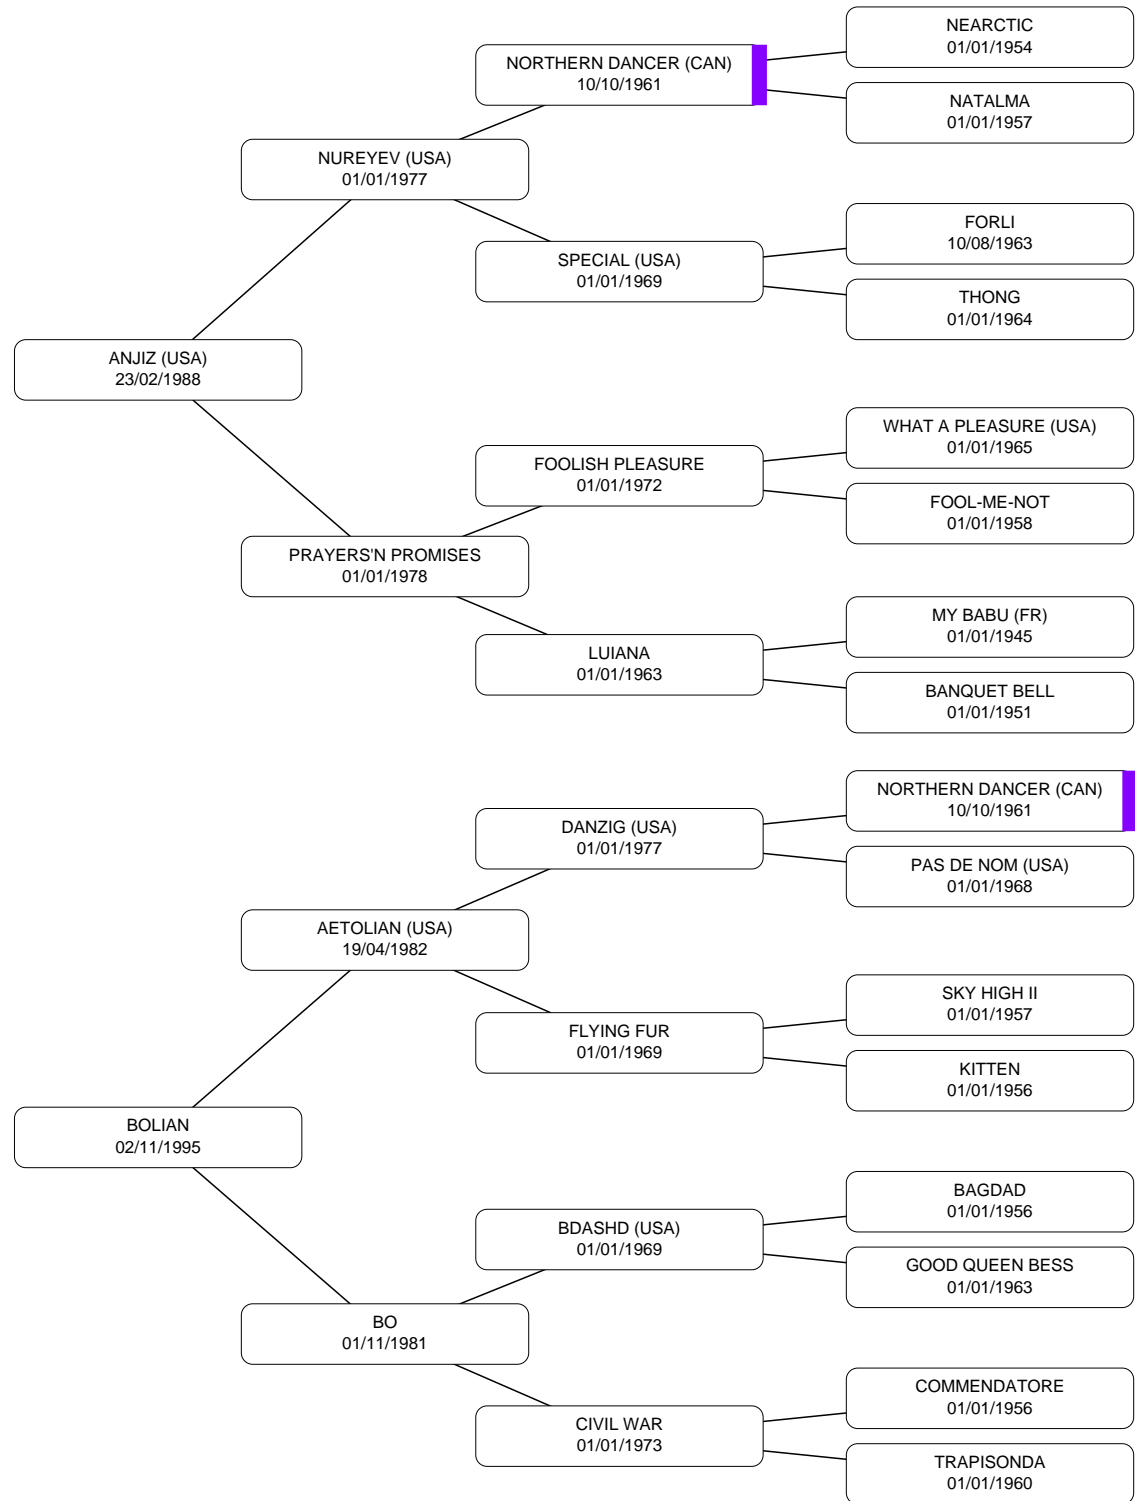 NEARCTIC
01/01/1954
NORTHERN DANCER (CAN)
10/10/1961
NATALMA
01/01/1957
NUREYEV (USA)
01/01/1977
FORLI
10/08/1963
SPECIAL (USA)
01/01/1969
THONG
01/01/1964
ANJIZ (USA)
23/02/1988
WHAT A PLEASURE (USA)
01/01/1965
FOOLISH PLEASURE
01/01/1972
FOOL-ME-NOT
01/01/1958
PRAYERS'N PROMISES
01/01/1978
MY BABU (FR)
01/01/1945
LUIANA
01/01/1963
BANQUET BELL
01/01/1951
NORTHERN DANCER (CAN)
10/10/1961
DANZIG (USA)
01/01/1977
PAS DE NOM (USA)
01/01/1968
AETOLIAN (USA)
19/04/1982
SKY HIGH II
01/01/1957
FLYING FUR
01/01/1969
KITTEN
01/01/1956
BOLIAN
02/11/1995
BAGDAD
01/01/1956
BDASHD (USA)
01/01/1969
GOOD QUEEN BESS
01/01/1963
BO
01/11/1981
COMMENDATORE
01/01/1956
CIVIL WAR
01/01/1973
TRAPISONDA
01/01/1960